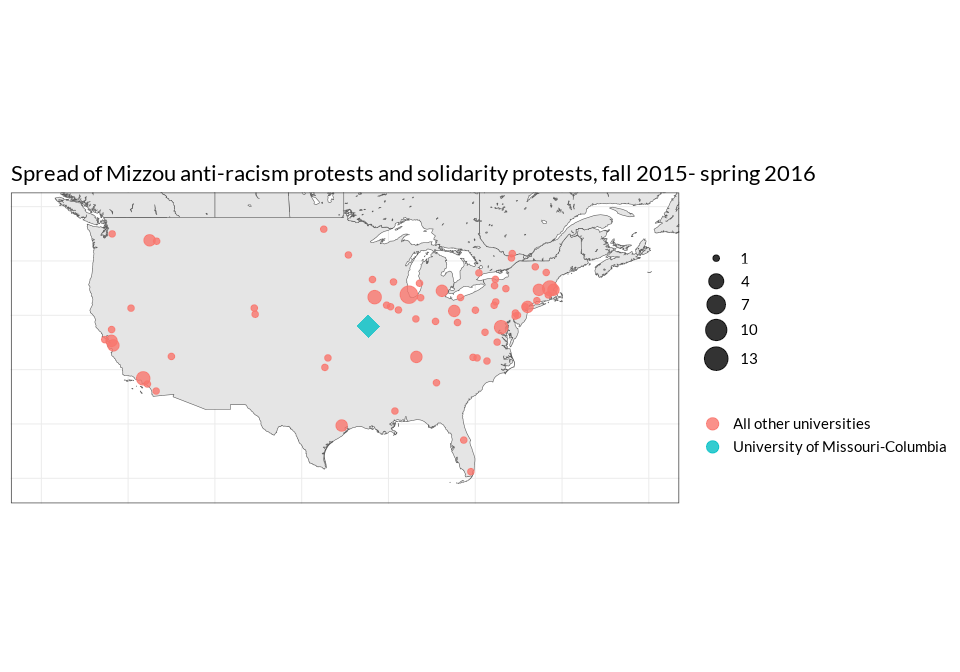 Spread of Mizzou anti-racism protests and solidarity protests, fall 2015- spring 2016
1
4
7
10
13
All other universities
University of Missouri-Columbia